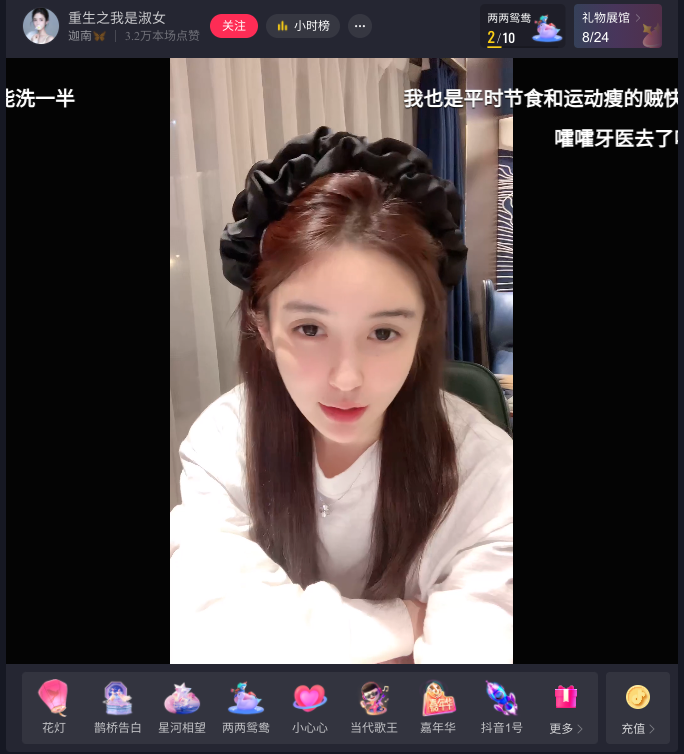 重生之我是淑女
迦南🦋 | 3.2万本场点赞
关注
小时榜
两两鸳鸯
2/10
礼物展馆
8/24
能洗一半
我也是平时节食和运动瘦的贼快
嚯嚯牙医去了
花灯
鹊桥告白
星河相望
两两鸳鸯
小心心
当代歌王
嘉年华
抖音1号
更多
充值